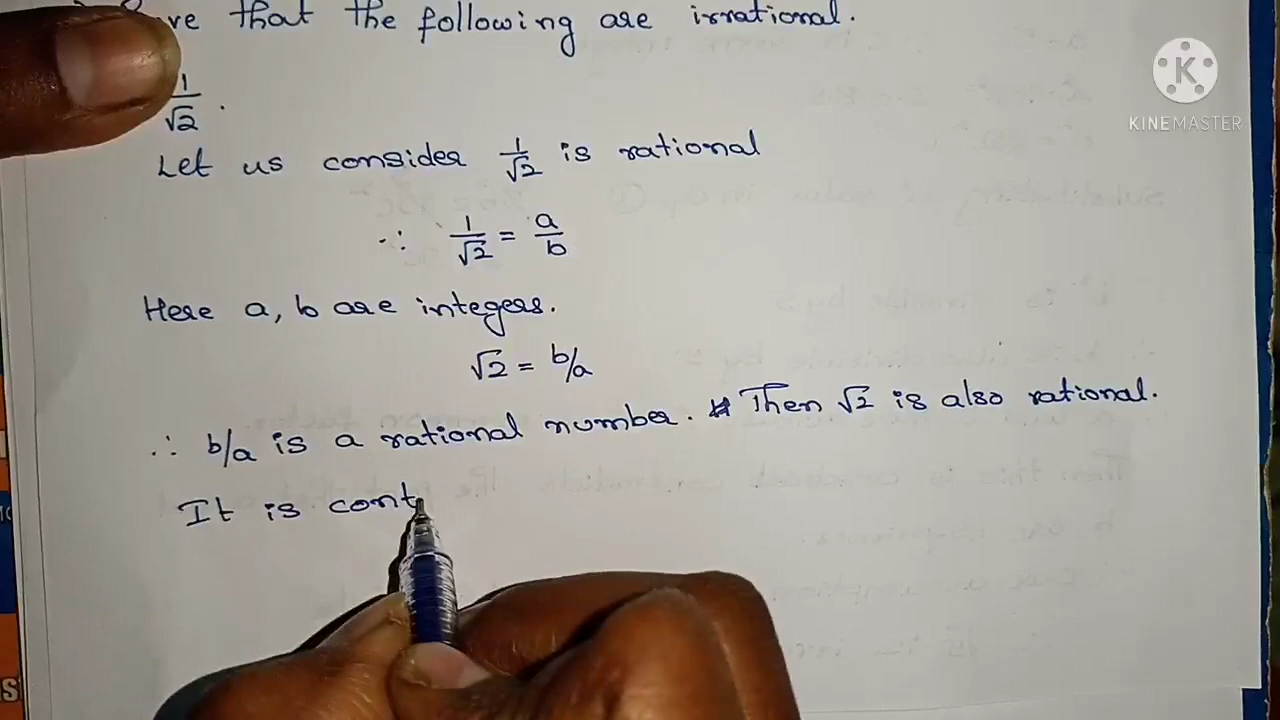 that the following are irrational.
1/√2.
Let us consider 1/√2 is rational
∴ 1/√2 = a/b
Here a, b are integers.
√2 = b/a
∴ b/a is a rational number. Then √2 is also rational.
It is cont
KINEMASTER